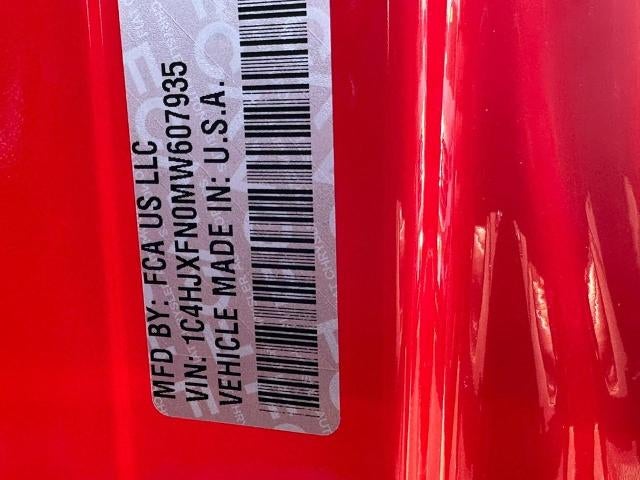 MFD BY: FCA US LLC
VIN: 1C4HJXFN0MW607935
VEHICLE MADE IN: U.S.A.